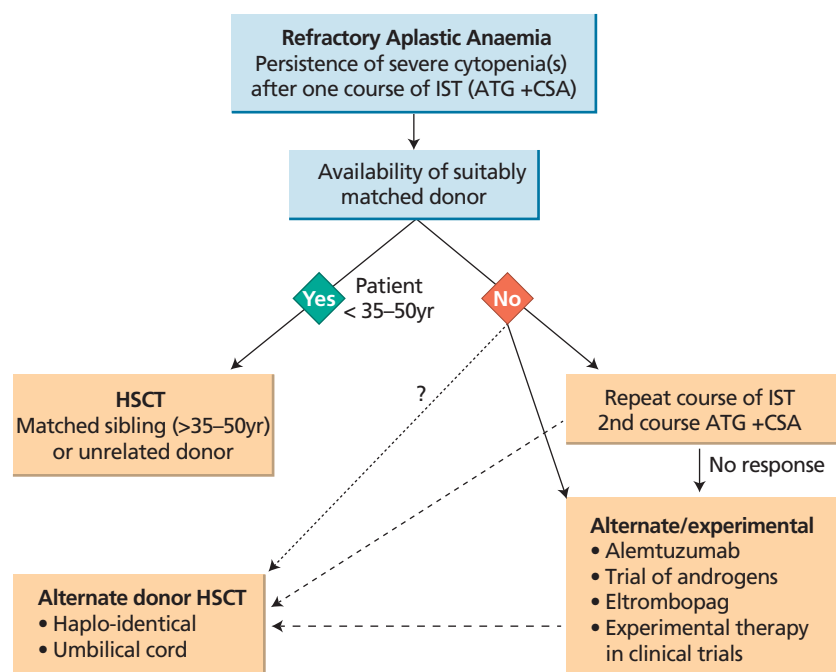 Refractory Aplastic Anaemia
Persistence of severe cytopenia(s)
after one course of IST (ATG +CSA)
Availability of suitably
matched donor
Yes
Patient
< 35–50yr
No
HSCT
Matched sibling (>35–50yr)
or unrelated donor
?
Repeat course of IST
2nd course ATG +CSA
No response
Alternate/experimental
• Alemtuzumab
• Trial of androgens
• Eltrombopag
• Experimental therapy
in clinical trials
Alternate donor HSCT
• Haplo-identical
• Umbilical cord